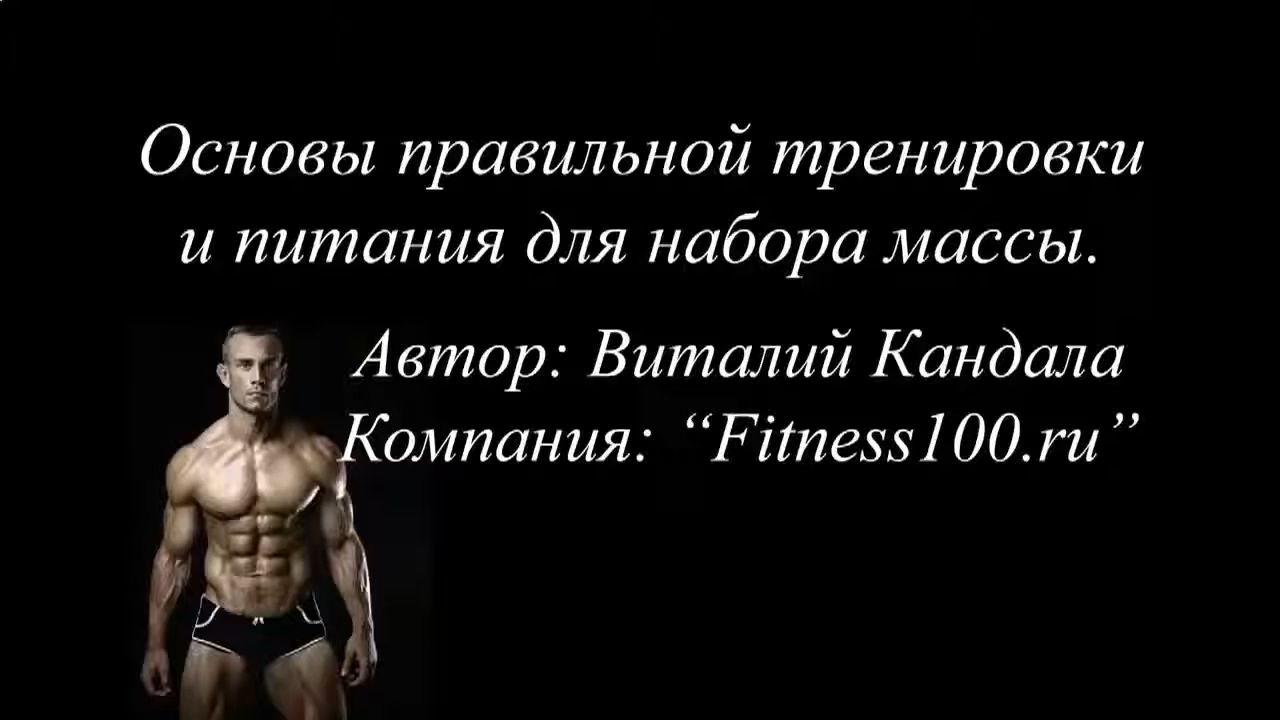 Основы правильной тренировки
и питания для набора массы.
Автор: Виталий Кандала
Компания: “Fitness100.ru”